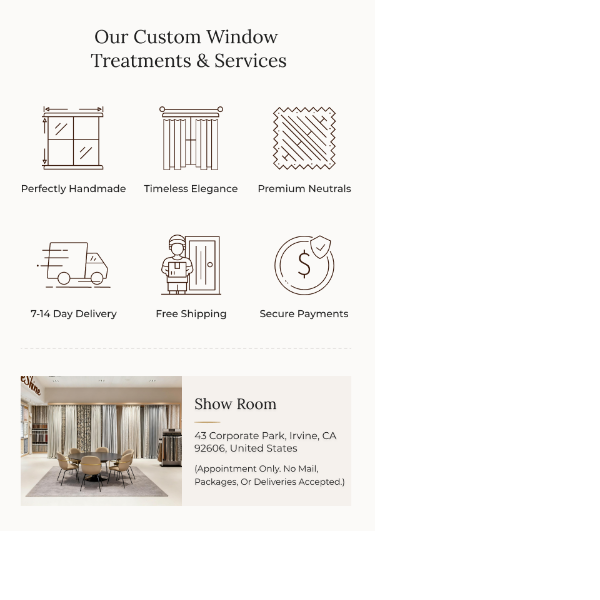 Our Custom Window
Treatments & Services
Perfectly Handmade
Timeless Elegance
Premium Neutrals
7-14 Day Delivery
Free Shipping
Secure Payments
$
Show Room
43 Corporate Park, Irvine, CA
92606, United States
(Appointment Only. No Mail,
Packages, Or Deliveries Accepted.)